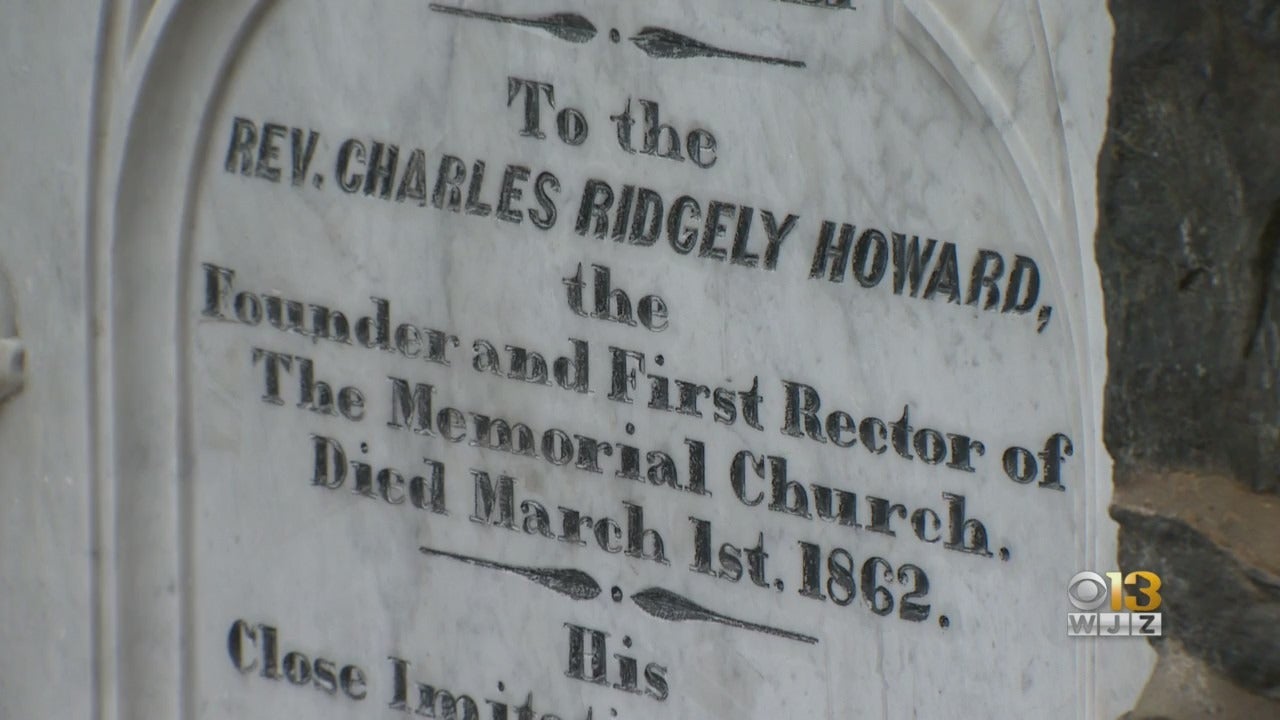 To the
REV. CHARLES RIDGELY HOWARD,
the
Founder and First Rector of
The Memorial Church.
Died March 1st. 1862.
His
Close
13
WJZ